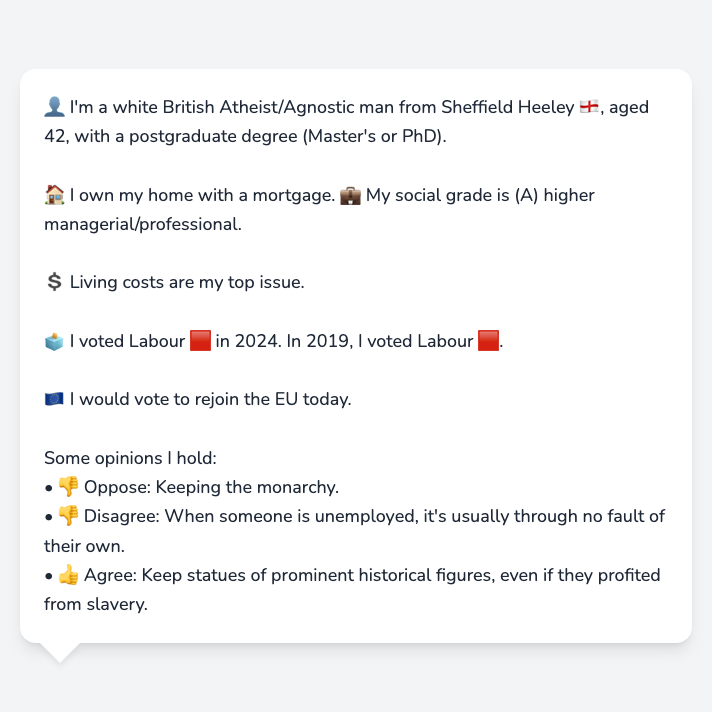 👤 I'm a white British Atheist/Agnostic man from Sheffield Heeley 🏴󠁧󠁢󠁥󠁮󠁧󠁿, aged
42, with a postgraduate degree (Master's or PhD).
🏠 I own my home with a mortgage. 💼 My social grade is (A) higher
managerial/professional.
💲 Living costs are my top issue.
🗳️ I voted Labour 🟥 in 2024. In 2019, I voted Labour 🟥.
🇪🇺 I would vote to rejoin the EU today.
Some opinions I hold:
• 👎 Oppose: Keeping the monarchy.
• 👎 Disagree: When someone is unemployed, it's usually through no fault of
their own.
• 👍 Agree: Keep statues of prominent historical figures, even if they profited
from slavery.